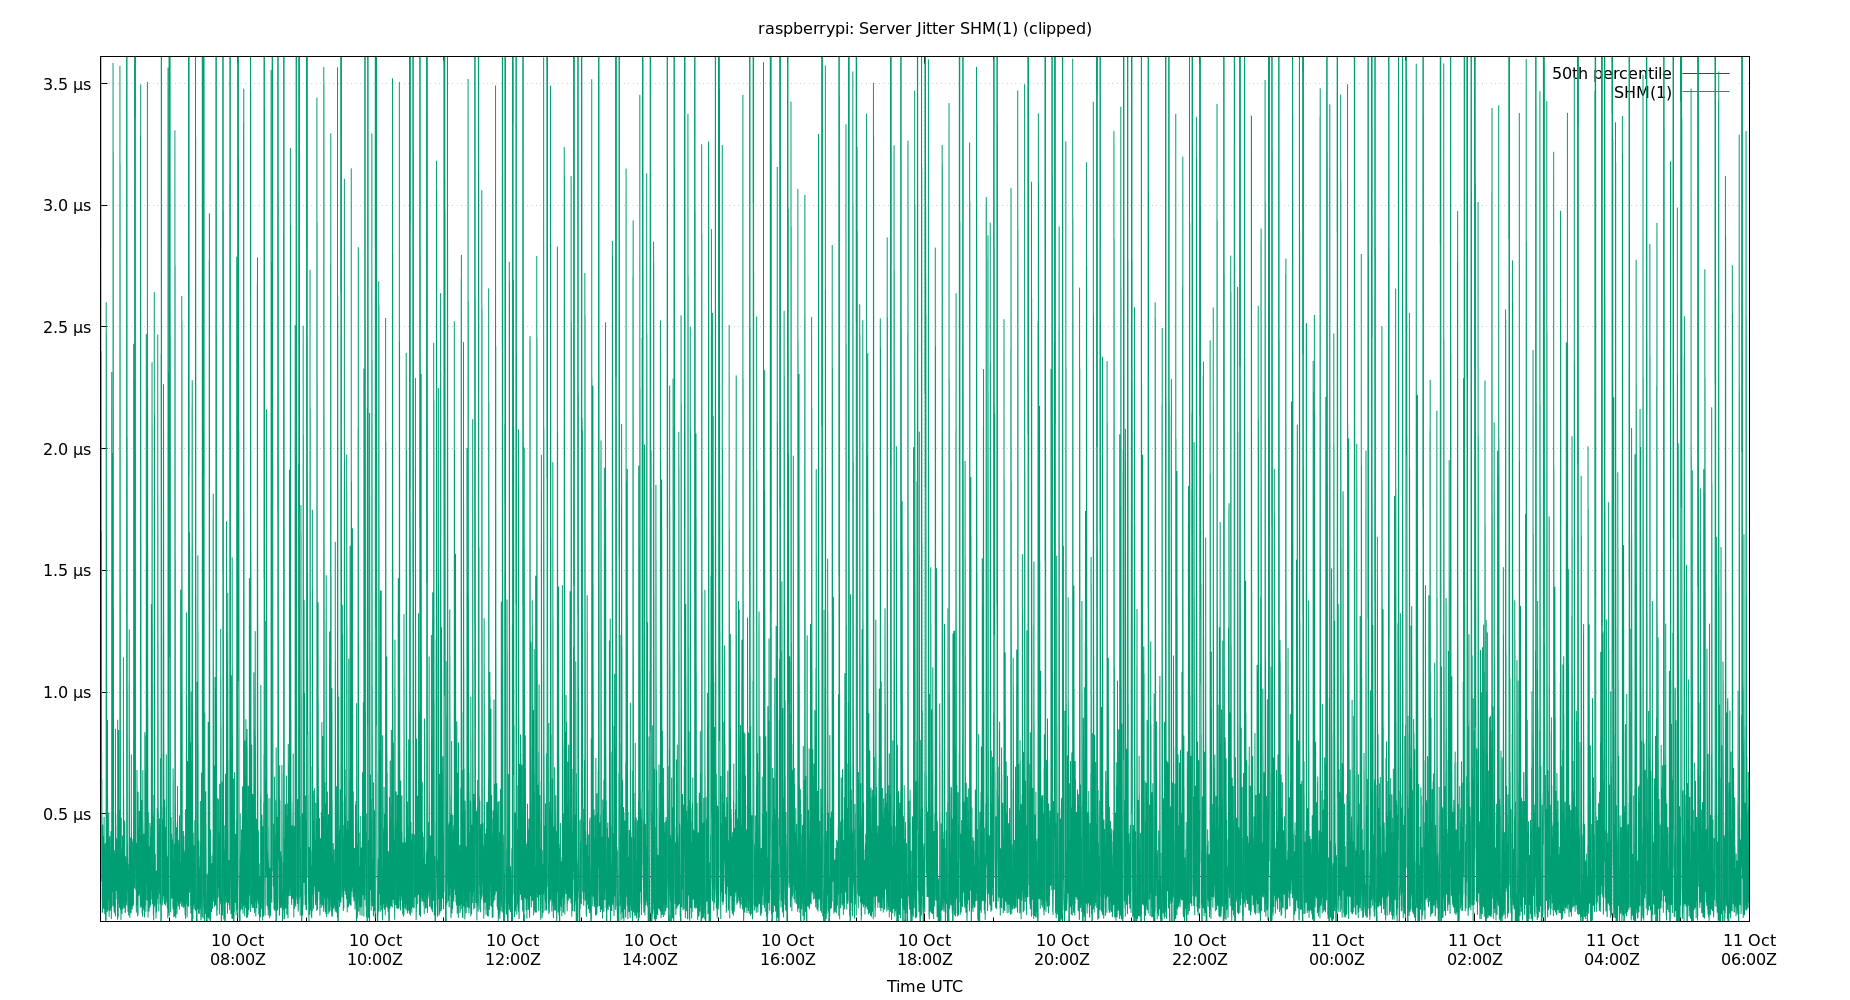 raspberrypi: Server Jitter SHM(1) (clipped)
50th percentile
SHM(1)
3.5 µs
3.0 µs
2.5 µs
2.0 µs
1.5 µs
1.0 µs
0.5 µs
10 Oct 10 Oct 10 Oct 10 Oct 10 Oct 10 Oct 10 Oct 10 Oct 11 Oct 11 Oct 11 Oct 11 Oct
08:00Z 10:00Z 12:00Z 14:00Z 16:00Z 18:00Z 20:00Z 22:00Z 00:00Z 02:00Z 04:00Z 06:00Z
Time UTC